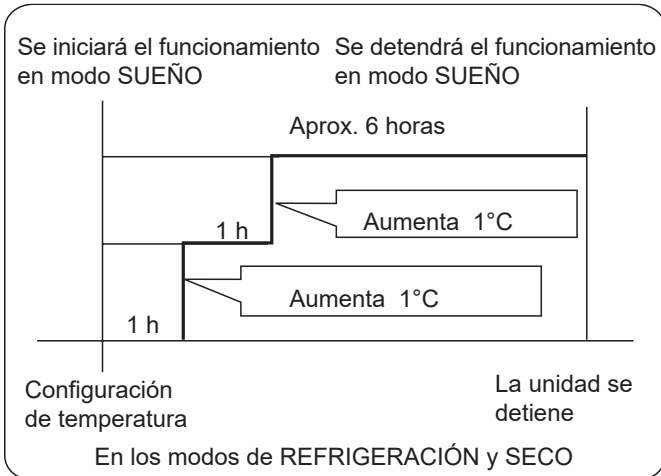 Se iniciará el funcionamiento
en modo SUEÑO
Se detendrá el funcionamiento
en modo SUEÑO
Aprox. 6 horas
1 h
Aumenta 1°C
Aumenta 1°C
1 h
Configuración
de temperatura
La unidad se
detiene
En los modos de REFRIGERACIÓN y SECO